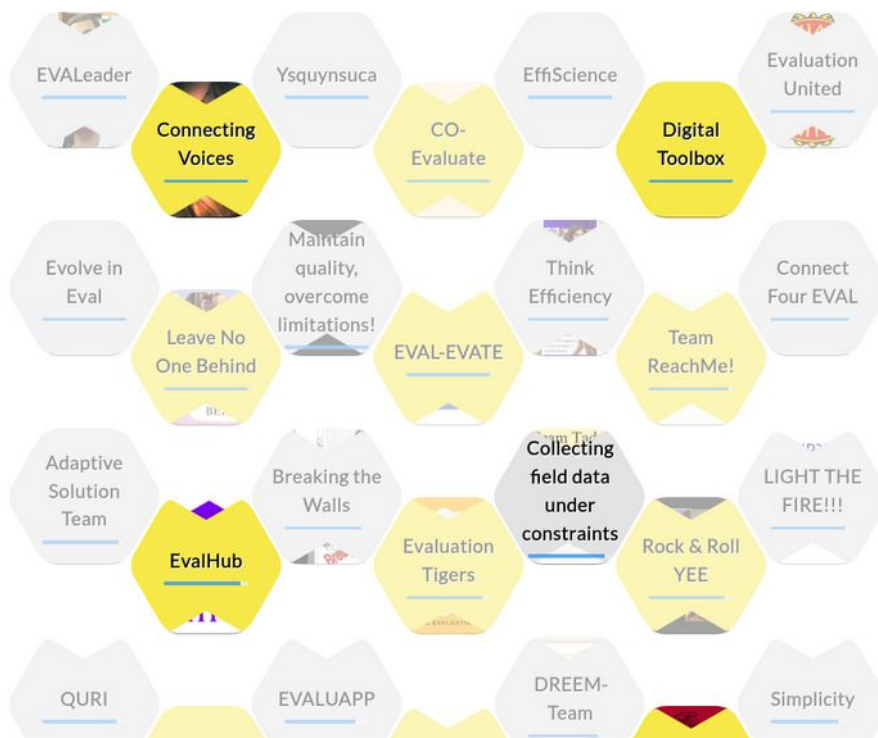 EVALeader
Ysquynsuca
EffiScience
Evaluation
United
Connecting
Voices
CO-
Evaluate
Digital
Toolbox
Evolve in
Eval
Maintain
quality,
overcome
limitations!
Think
Efficiency
Connect
Four EVAL
Leave No
One Behind
EVAL-EVATE
Team
ReachMe!
Adaptive
Solution
Team
Breaking the
Walls
Collecting
field data
under
constraints
LIGHT THE
FIRE!!!
EvalHub
Evaluation
Tigers
Rock & Roll
YEE
QURI
EVALUAPP
DREEM-
Team
Simplicity